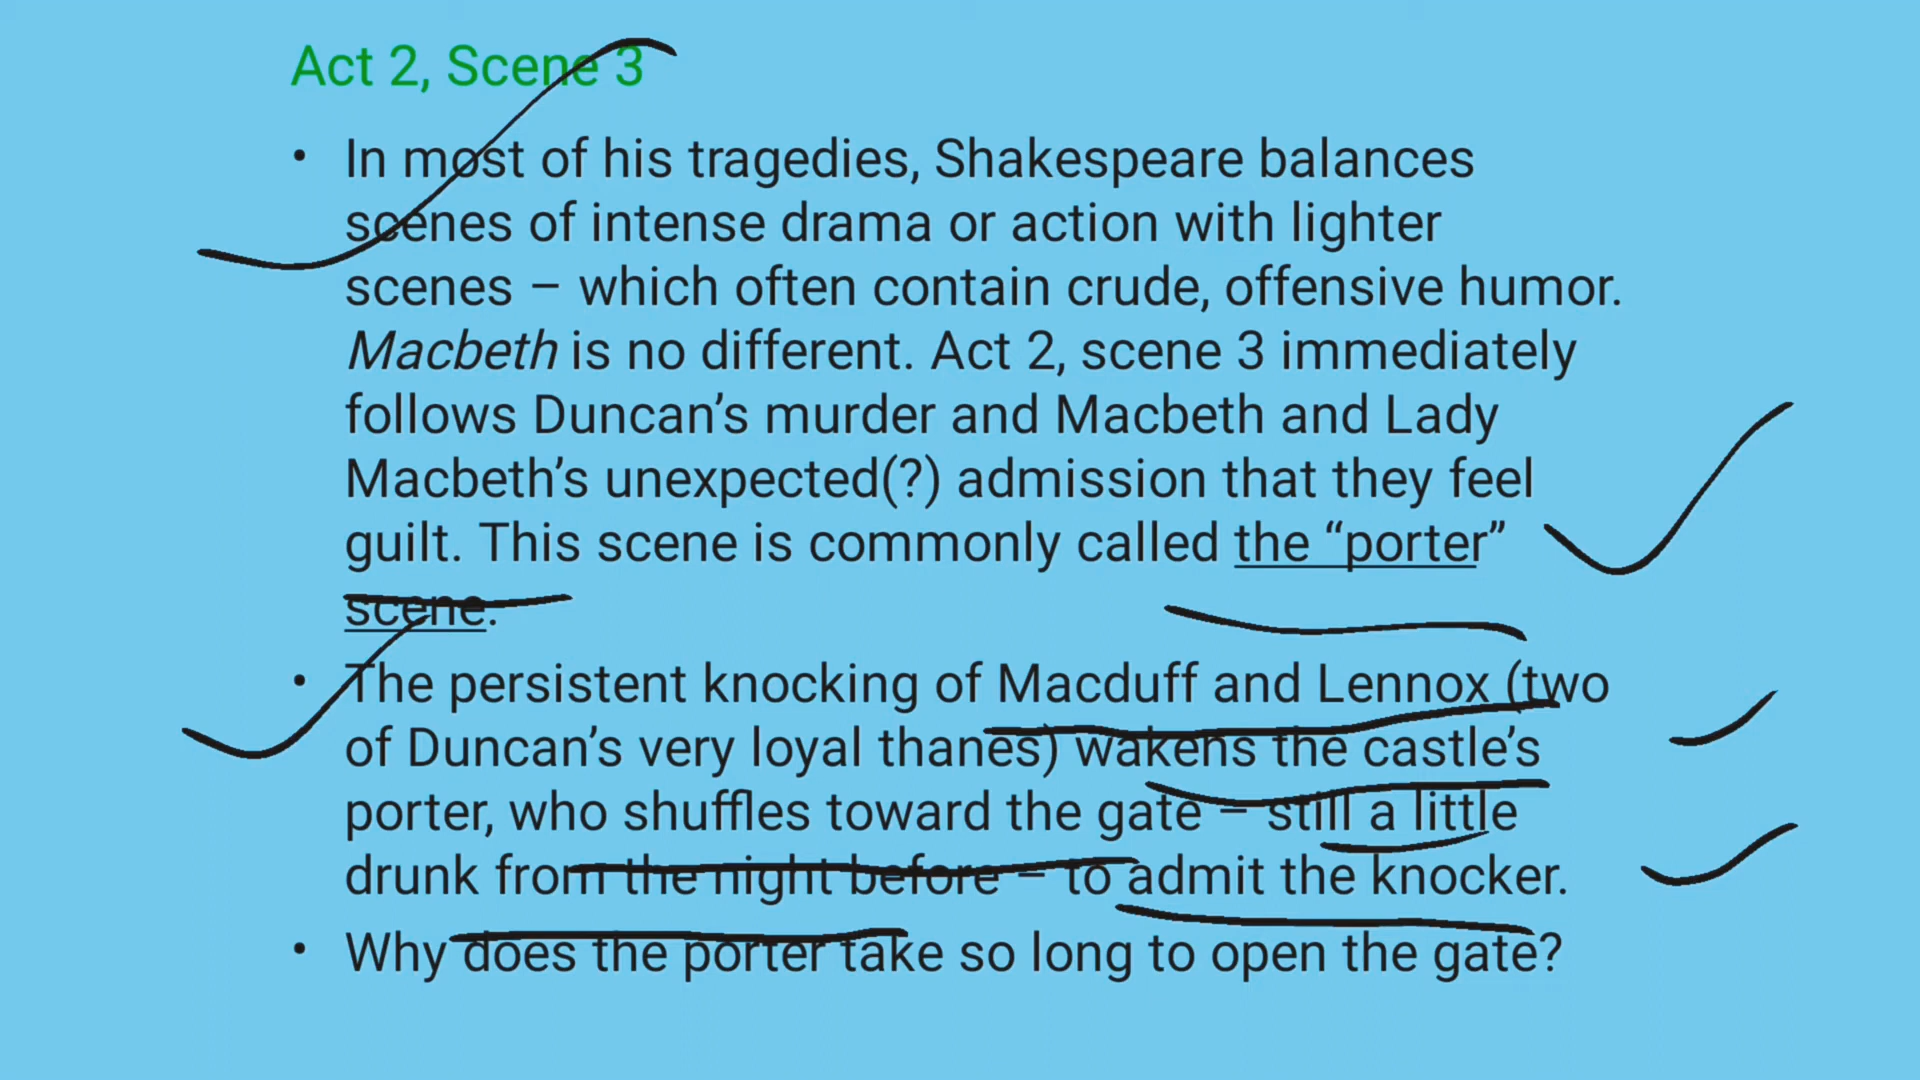 Act 2, Scene 3
• In most of his tragedies, Shakespeare balances
scenes of intense drama or action with lighter
scenes – which often contain crude, offensive humor.
Macbeth is no different. Act 2, scene 3 immediately
follows Duncan’s murder and Macbeth and Lady
Macbeth’s unexpected(?) admission that they feel
guilt. This scene is commonly called the “porter”
scene.
• The persistent knocking of Macduff and Lennox (two
of Duncan’s very loyal thanes) wakens the castle’s
porter, who shuffles toward the gate – still a little
drunk from the night before – to admit the knocker.
• Why does the porter take so long to open the gate?